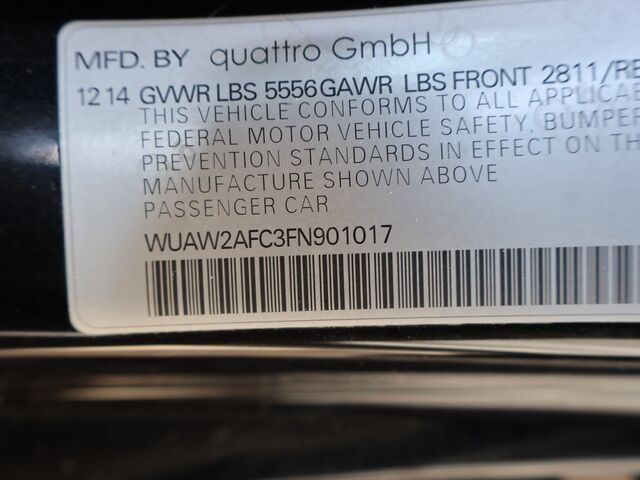 MFD. BY quattro GmbH
12 14 GVWR LBS 5556 GAWR LBS FRONT 2811/RE
THIS VEHICLE CONFORMS TO ALL APPLICAB
FEDERAL MOTOR VEHICLE SAFETY, BUMPER
PREVENTION STANDARDS IN EFFECT ON TH
MANUFACTURE SHOWN ABOVE
PASSENGER CAR
WUAW2AFC3FN901017